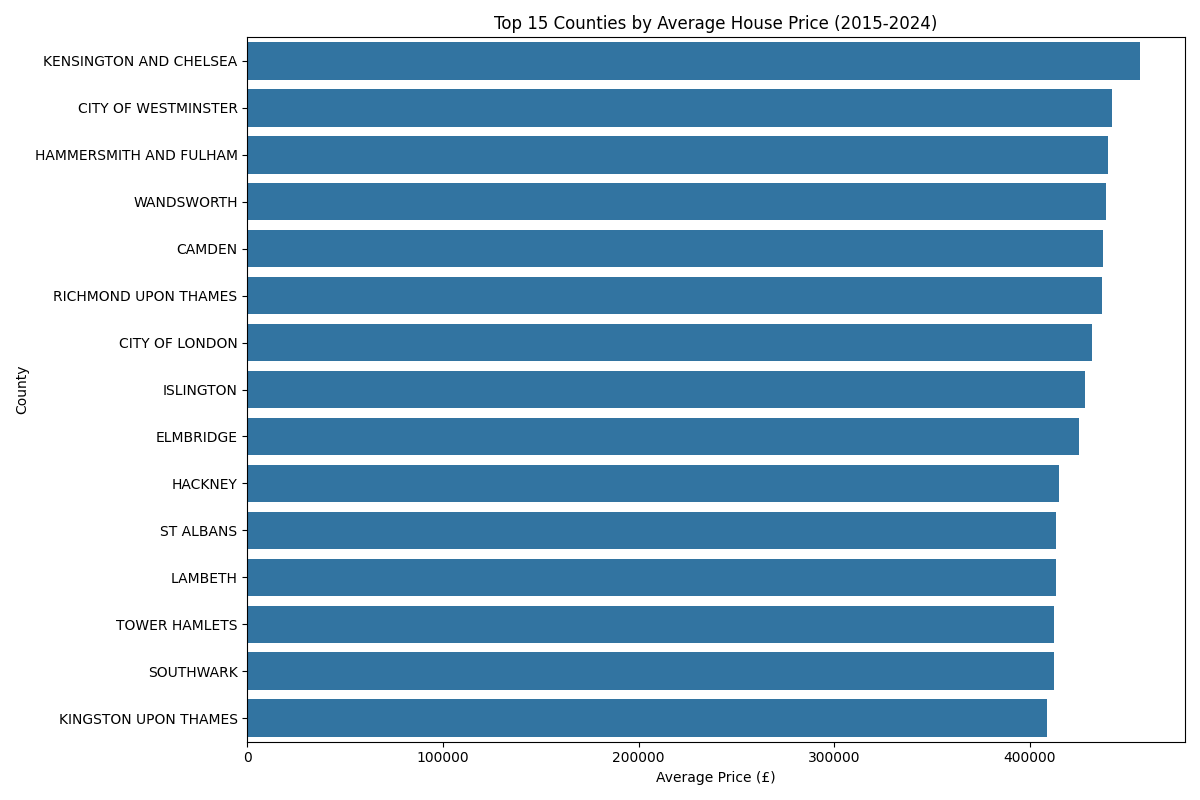 Top 15 Counties by Average House Price (2015-2024)
KENSINGTON AND CHELSEA
CITY OF WESTMINSTER
HAMMERSMITH AND FULHAM
WANDSWORTH
CAMDEN
RICHMOND UPON THAMES
CITY OF LONDON
ISLINGTON
ELMBRIDGE
HACKNEY
ST ALBANS
LAMBETH
TOWER HAMLETS
SOUTHWARK
KINGSTON UPON THAMES
County
0 100000 200000 300000 400000
Average Price (£)